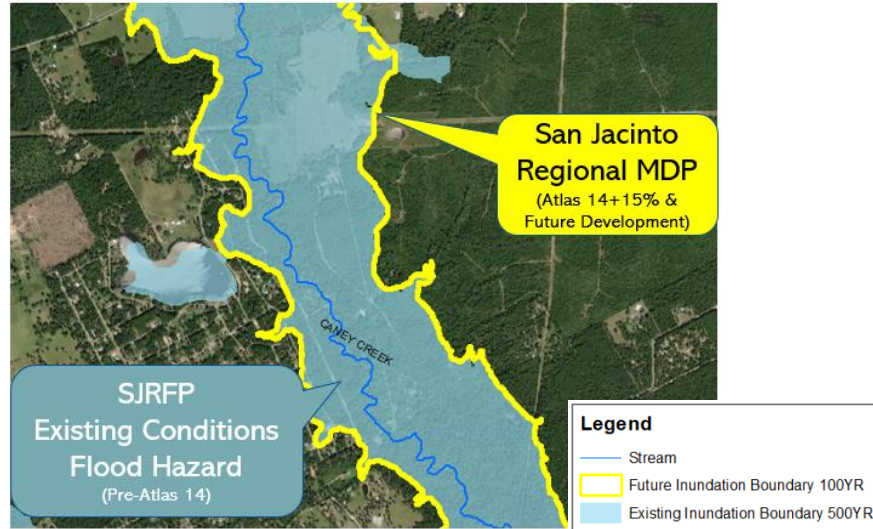 San Jacinto
Regional MDP
(Atlas 14+15% &
Future Development)
CANEY CREEK
SJRFP
Existing Conditions
Flood Hazard
(Pre-Atlas 14)
Legend
Stream
Future Inundation Boundary 100YR
Existing Inundation Boundary 500YR